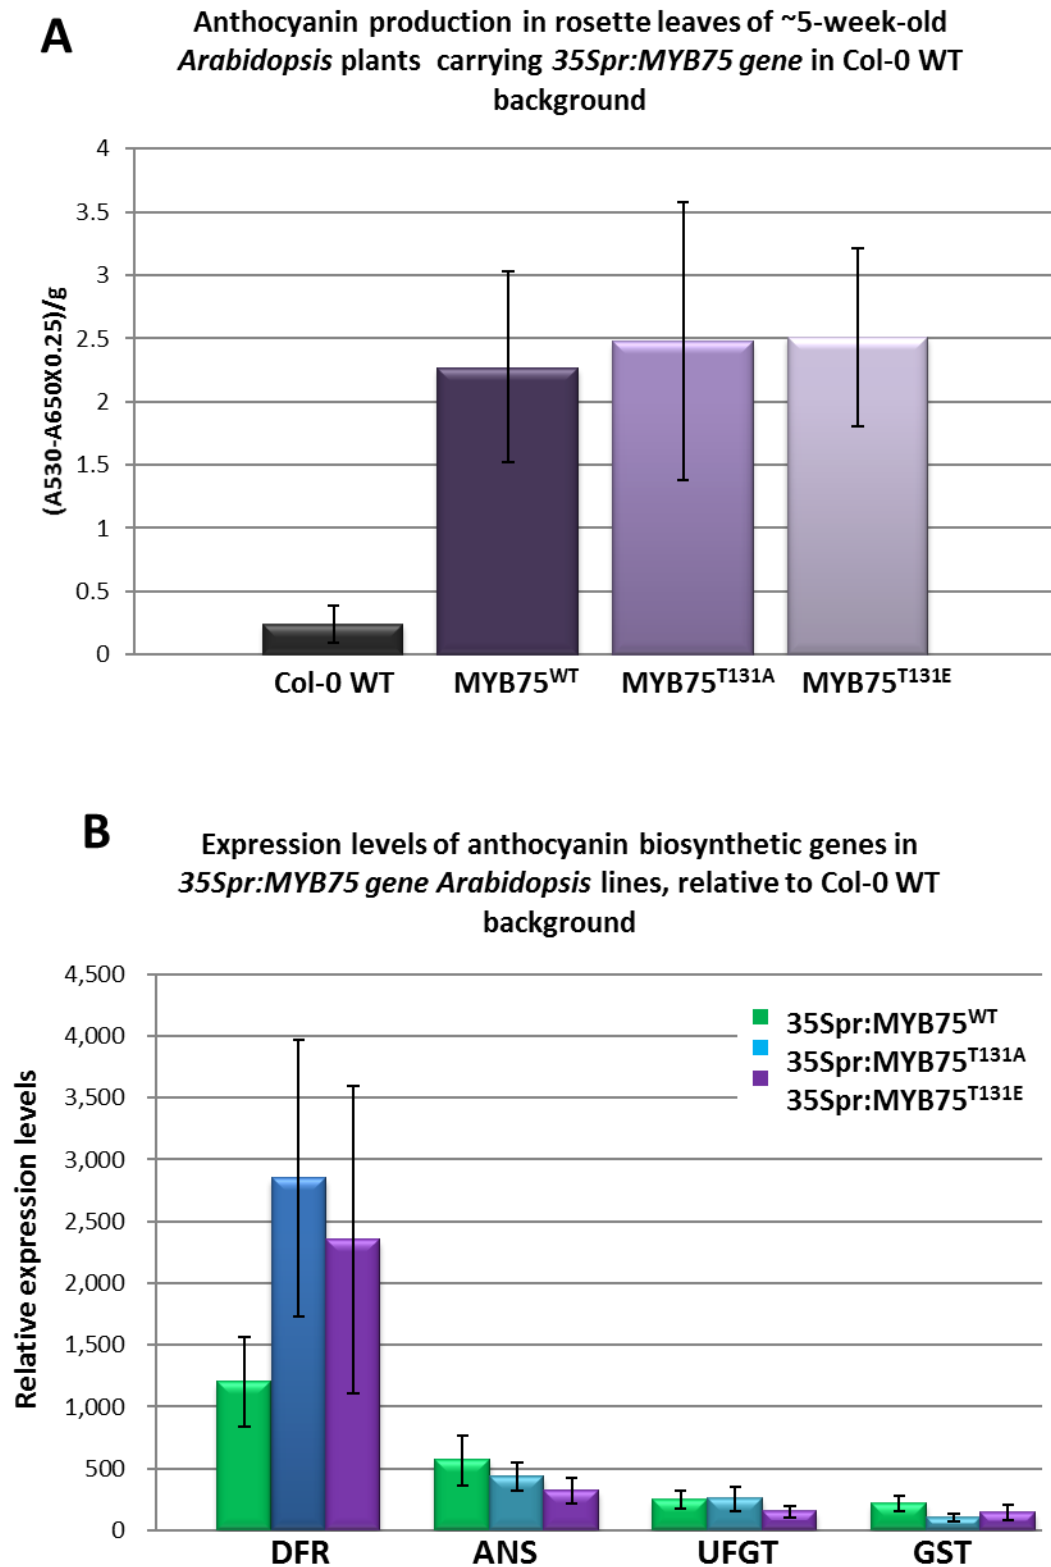 A
Anthocyanin production in rosette leaves of ~5-week-old
Arabidopsis plants carrying 35Spr:MYB75 gene in Col-0 WT
background
(A530-A650X0.25)/g
4
3.5
3
2.5
2
1.5
1
0.5
0
Col-0 WT MYB75WT MYB75T131A MYB75T131E
B
Expression levels of anthocyanin biosynthetic genes in
35Spr:MYB75 gene Arabidopsis lines, relative to Col-0 WT
background
Relative expression levels
4,500
4,000
3,500
3,000
2,500
2,000
1,500
1,000
500
0
35Spr:MYB75WT
35Spr:MYB75T131A
35Spr:MYB75T131E
DFR ANS UFGT GST